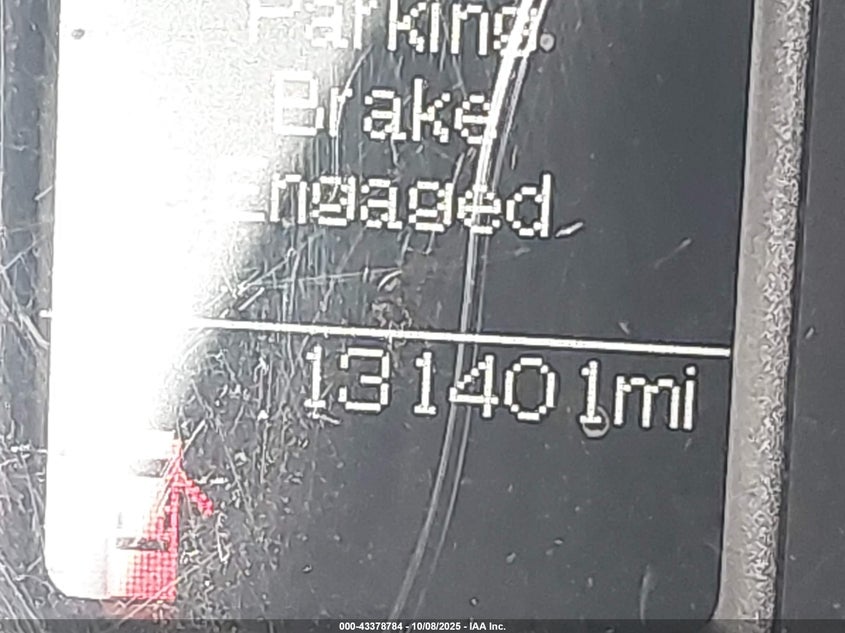 Parking
Brake
Engaged
131401mi
000-43378784 - 10/08/2025 - IAA Inc.